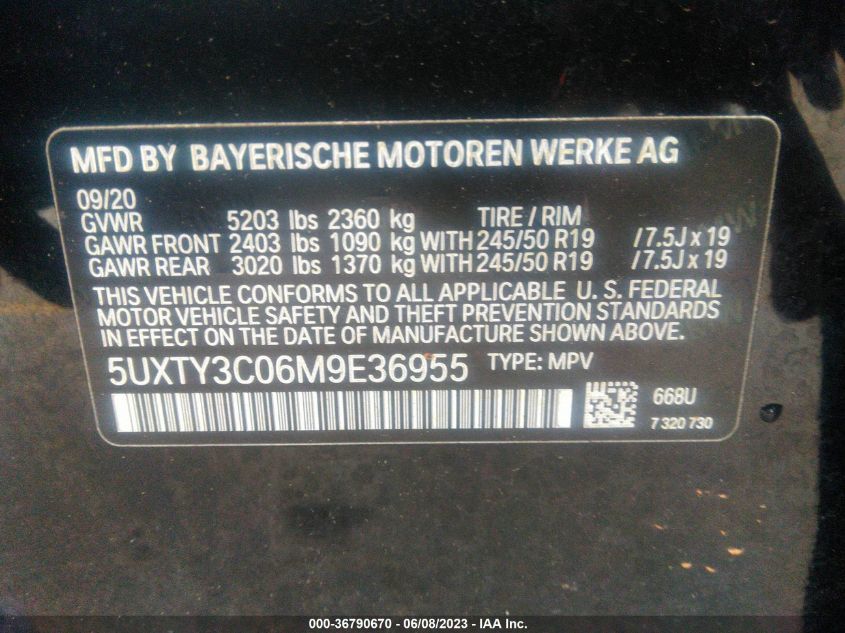 MFD BY BAYERISCHE MOTOREN WERKE AG
09/20
GVWR 5203 lbs 2360 kg TIRE / RIM
GAWR FRONT 2403 lbs 1090 kg WITH 245/50 R19 /7.5J x 19
GAWR REAR 3020 lbs 1370 kg WITH 245/50 R19 /7.5J x 19
THIS VEHICLE CONFORMS TO ALL APPLICABLE U. S. FEDERAL
MOTOR VEHICLE SAFETY AND THEFT PREVENTION STANDARDS
IN EFFECT ON THE DATE OF MANUFACTURE SHOWN ABOVE.
5UXTY3C06M9E36955 TYPE: MPV
668U
7 320 730
000-36790670 - 06/08/2023 - IAA Inc.